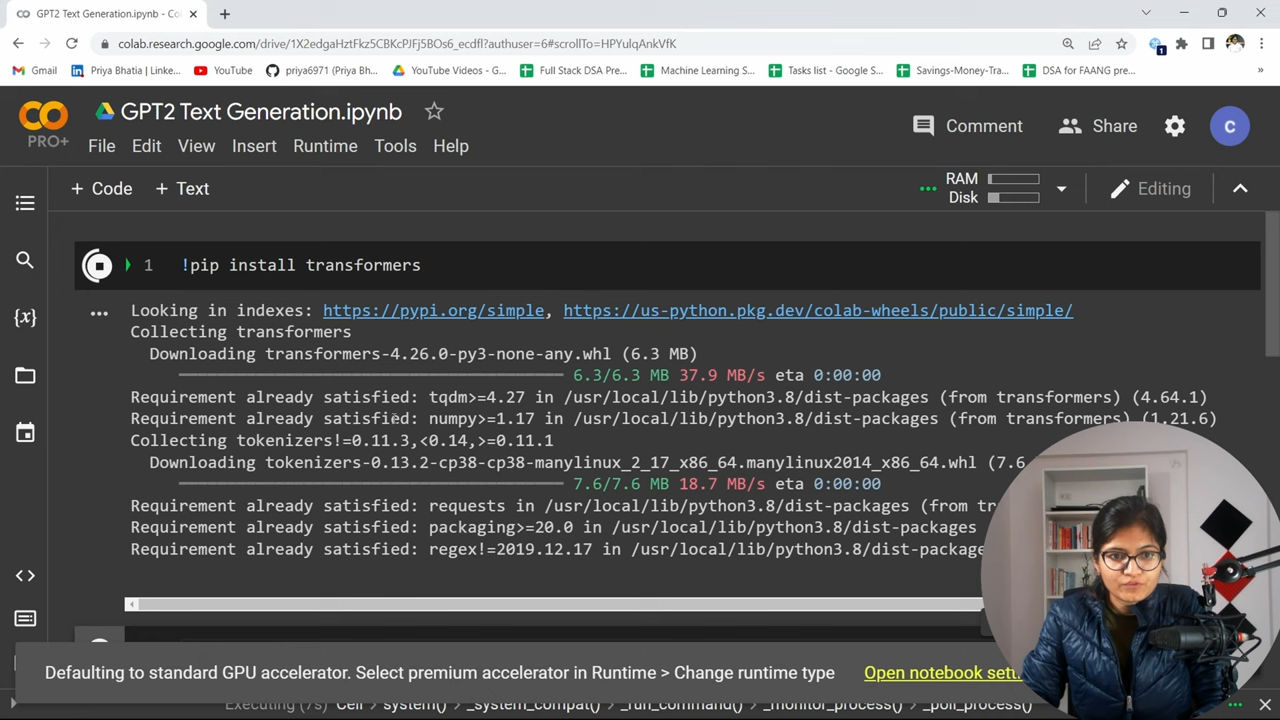 GPT2 Text Generation.ipynb - Co
colab.research.google.com/drive/1X2edgaHztFkz5CBKcPJFj5BOs6_ecdfl?authuser=6#scrollTo=HPYulqAnkVfK
1
Gmail
Priya Bhatia | Linke...
YouTube
priya6971 (Priya Bh...
YouTube Videos - G...
Full Stack DSA Pre...
Machine Learning S...
Tasks list - Google S...
Savings-Money-Tra...
DSA for FAANG pre...
»
CO
PRO+
GPT2 Text Generation.ipynb
Comment
Share
C
File
Edit
View
Insert
Runtime
Tools
Help
+ Code
+ Text
RAM
Disk
Editing
{x}
1 !pip install transformers
Looking in indexes: https://pypi.org/simple, https://us-python.pkg.dev/colab-wheels/public/simple/
Collecting transformers
Downloading transformers-4.26.0-py3-none-any.whl (6.3 MB)
6.3/6.3 MB 37.9 MB/s eta 0:00:00
Requirement already satisfied: tqdm>=4.27 in /usr/local/lib/python3.8/dist-packages (from transformers) (4.64.1)
Requirement already satisfied: numpy>=1.17 in /usr/local/lib/python3.8/dist-packages (from transformers) (1.21.6)
Collecting tokenizers!=0.11.3,<0.14,>=0.11.1
Downloading tokenizers-0.13.2-cp38-cp38-manylinux_2_17_x86_64.manylinux2014_x86_64.whl (7.6
7.6/7.6 MB 18.7 MB/s eta 0:00:00
Requirement already satisfied: requests in /usr/local/lib/python3.8/dist-packages (from
Requirement already satisfied: packaging>=20.0 in /usr/local/lib/python3.8/dist-packages
Requirement already satisfied: regex!=2019.12.17 in /usr/local/lib/python3.8/dist-package
Defaulting to standard GPU accelerator. Select premium accelerator in Runtime > Change runtime type
Open notebook sett
Executing (7s) Cell > system() > _system_compat() > _run_command() > _monitor_process() > _poll_process()